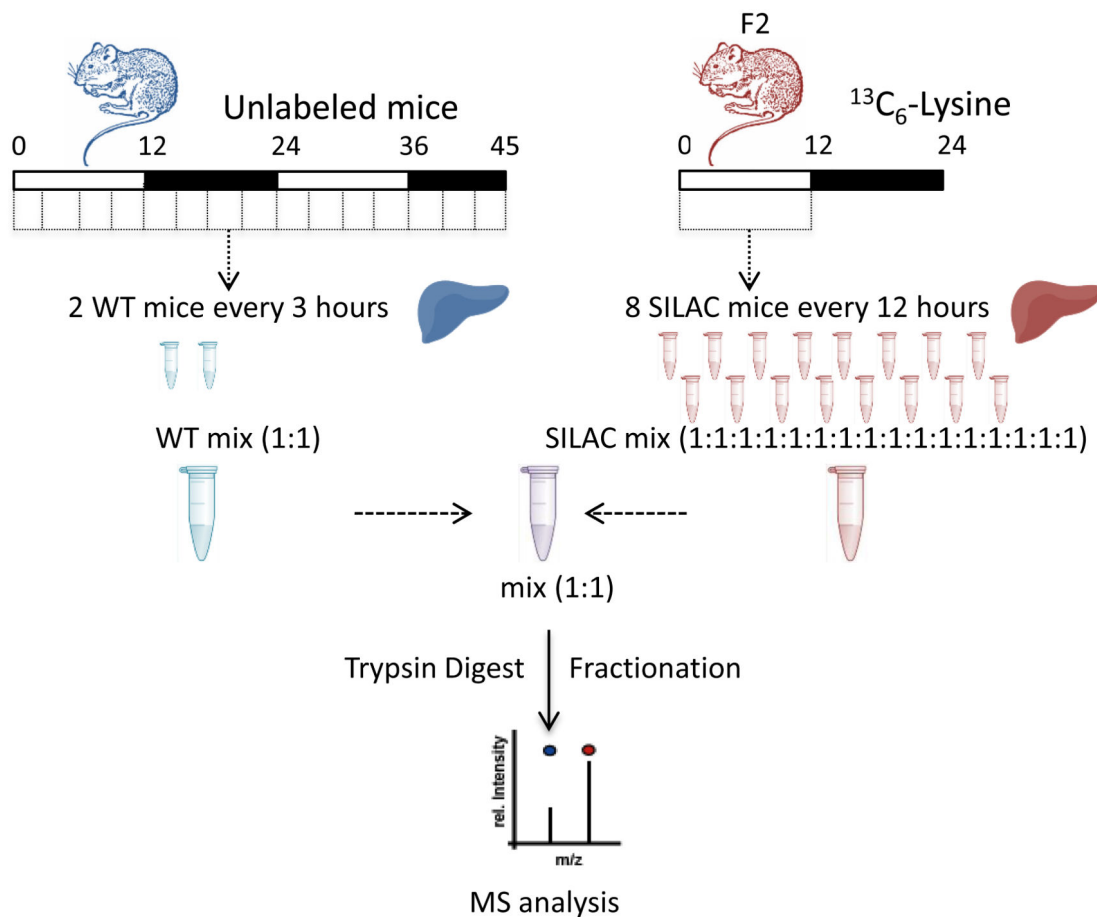 F2
Unlabeled mice
¹³C₆-Lysine
0 12 24 36 45
0 12 24
2 WT mice every 3 hours
8 SILAC mice every 12 hours
WT mix (1:1)
SILAC mix (1:1:1:1:1:1:1:1:1:1:1:1:1:1:1:1)
mix (1:1)
Trypsin Digest
Fractionation
rel. Intensity
m/z
MS analysis